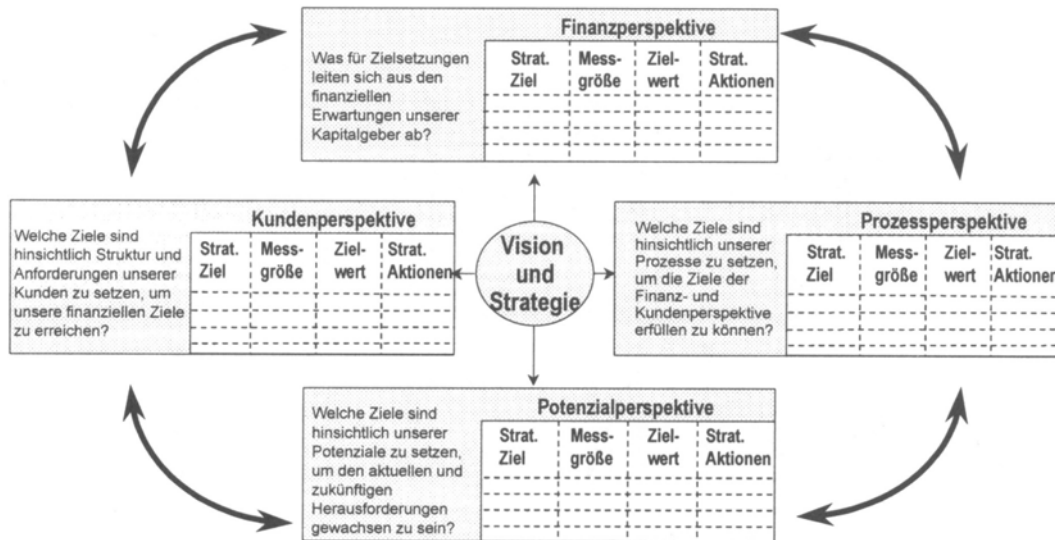 Finanzperspektive
Was für Zielsetzungen
leiten sich aus den
finanziellen
Erwartungen unserer
Kapitalgeber ab?
Strat. Mess- Ziel- Strat.
Ziel größe wert Aktionen
Kundenperspektive
Welche Ziele sind
hinsichtlich Struktur und
Anforderungen unserer
Kunden zu setzen, um
unsere finanziellen Ziele
zu erreichen?
Strat. Mess- Ziel- Strat.
Ziel größe wert Aktionen
Vision
und
Strategie
Prozessperspektive
Welche Ziele sind
hinsichtlich unserer
Prozesse zu setzen,
um die Ziele der
Finanz- und
Kundenperspektive
erfüllen zu können?
Strat. Mess- Ziel- Strat.
Ziel größe wert Aktionen
Potenzialperspektive
Welche Ziele sind
hinsichtlich unserer
Potenziale zu setzen,
um den aktuellen und
zukünftigen
Herausforderungen
gewachsen zu sein?
Strat. Mess- Ziel- Strat.
Ziel größe wert Aktionen